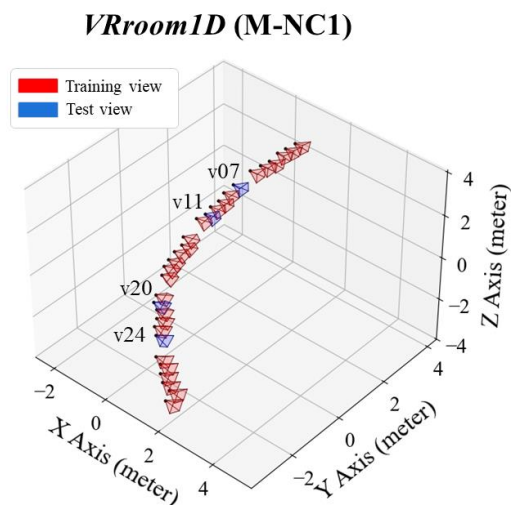 VRroom1D (M-NC1)
Training view
Test view
v07
v11
v20
v24
4
2
0
−2
−4
Z Axis (meter)
−2
0
2
4
X Axis (meter)
4
2
0
−2
Y Axis (meter)